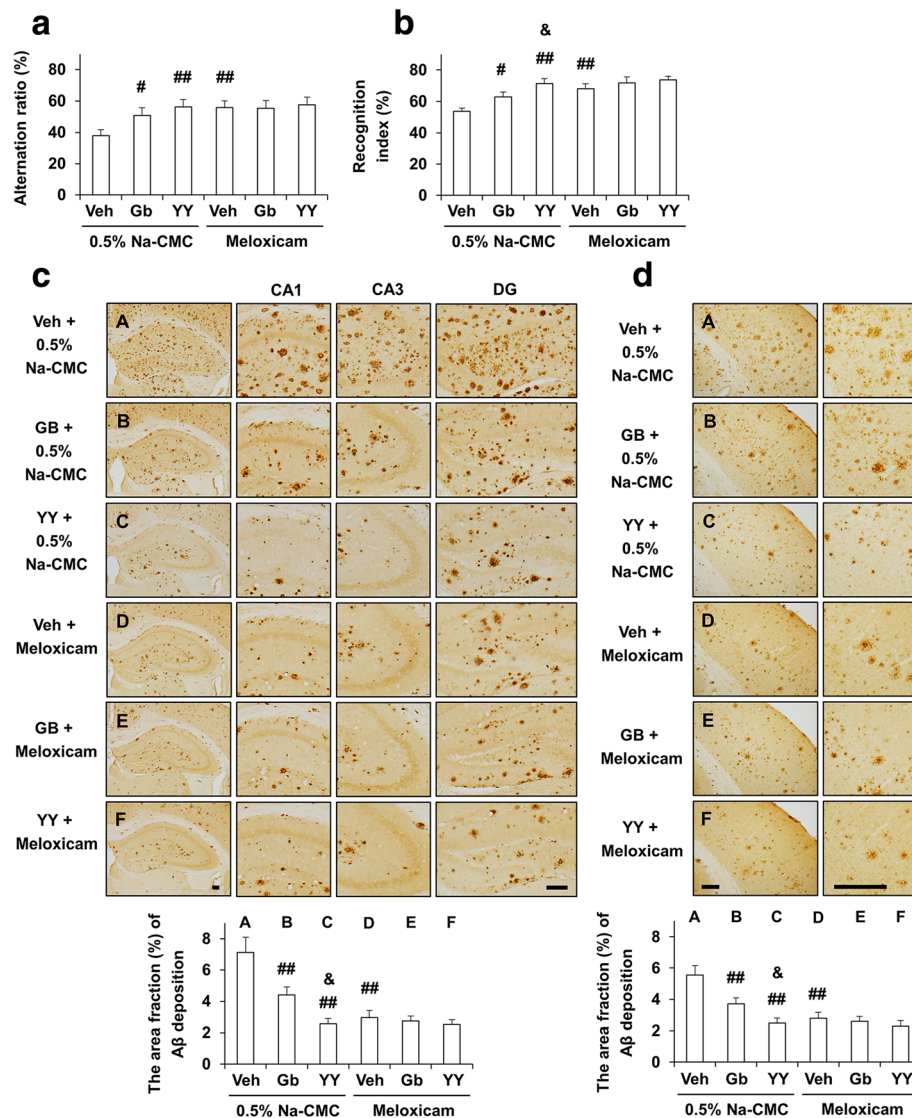 a
b
Alternation ratio (%)
80
60
40
20
0
#
##
##
Veh Gb YY Veh Gb YY
0.5% Na-CMC Meloxicam
Recognition
index (%)
80
60
40
20
0
&
#
##
##
Veh Gb YY Veh Gb YY
0.5% Na-CMC Meloxicam
c
CA1 CA3 DG
Veh +
0.5%
Na-CMC
A
GB +
0.5%
Na-CMC
B
YY +
0.5%
Na-CMC
C
Veh +
Meloxicam
D
GB +
Meloxicam
E
YY +
Meloxicam
F
The area fraction (%) of
Aβ deposition
A B C D E F
8
6
4
2
0
##
&
##
##
Veh Gb YY Veh Gb YY
0.5% Na-CMC Meloxicam
d
Veh +
0.5%
Na-CMC
A
GB +
0.5%
Na-CMC
B
YY +
0.5%
Na-CMC
C
Veh +
Meloxicam
D
GB +
Meloxicam
E
YY +
Meloxicam
F
The area fraction (%) of
Aβ deposition
A B C D E F
8
6
4
2
0
##
&
##
##
Veh Gb YY Veh Gb YY
0.5% Na-CMC Meloxicam